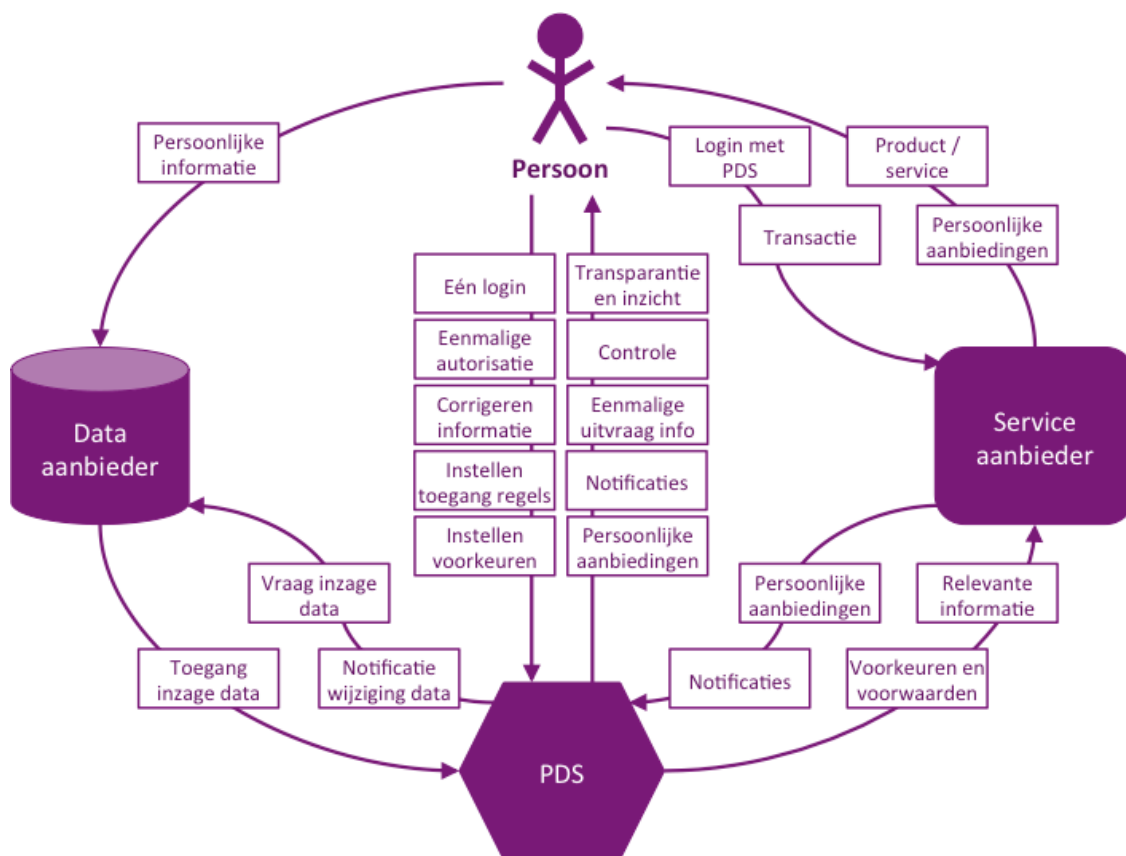 Persoonlijke
informatie
Persoon
Login met
PDS
Product /
service
Transactie
Persoonlijke
aanbiedingen
Eén login
Eenmalige
autorisatie
Corrigeren
informatie
Instellen
toegang regels
Instellen
voorkeuren
Transparantie
en inzicht
Controle
Eenmalige
uitvraag info
Notificaties
Persoonlijke
aanbiedingen
Data
aanbieder
Service
aanbieder
Vraag inzage
data
Toegang
inzage data
Notificatie
wijziging data
Persoonlijke
aanbiedingen
Notificaties
Relevante
informatie
Voorkeuren en
voorwaarden
PDS